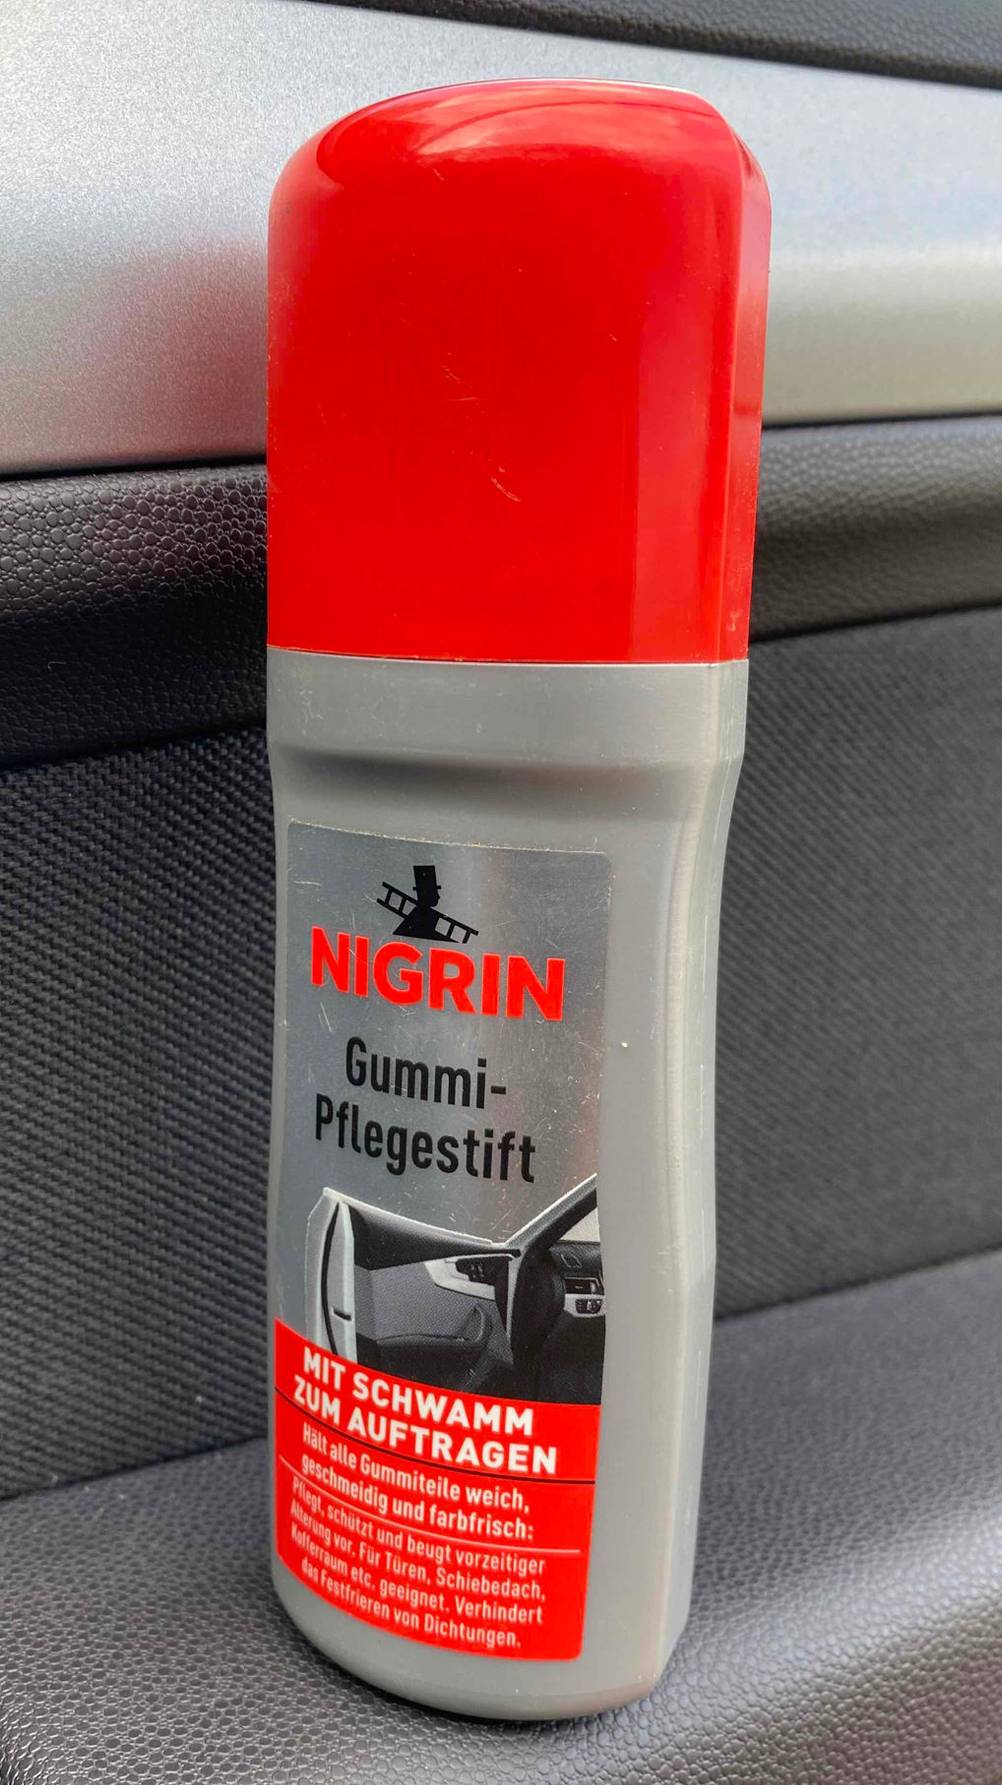 NIGRIN
Gummi-
Pflegestift
MIT SCHWAMM
ZUM AUFTRAGEN
Hält alle Gummiteile weich,
geschmeidig und farbfrisch:
Pflegt, schützt und beugt vorzeitiger
Alterung vor. Für Türen, Schiebedach,
Kofferraum etc. geeignet. Verhindert
das Festfrieren von Dichtungen.